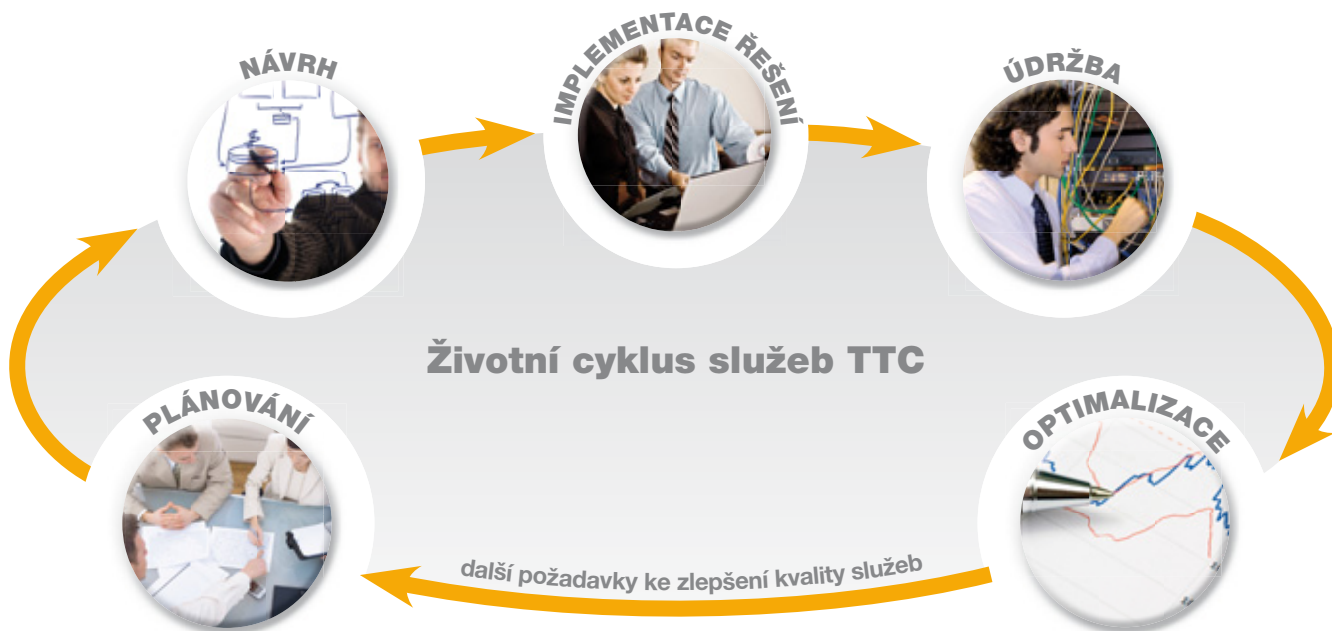 NÁVRH
IMPLEMENTACE ŘEŠENÍ
ÚDRŽBA
Životní cyklus služeb TTC
PLÁNOVÁNÍ
OPTIMALIZACE
další požadavky ke zlepšení kvality služeb